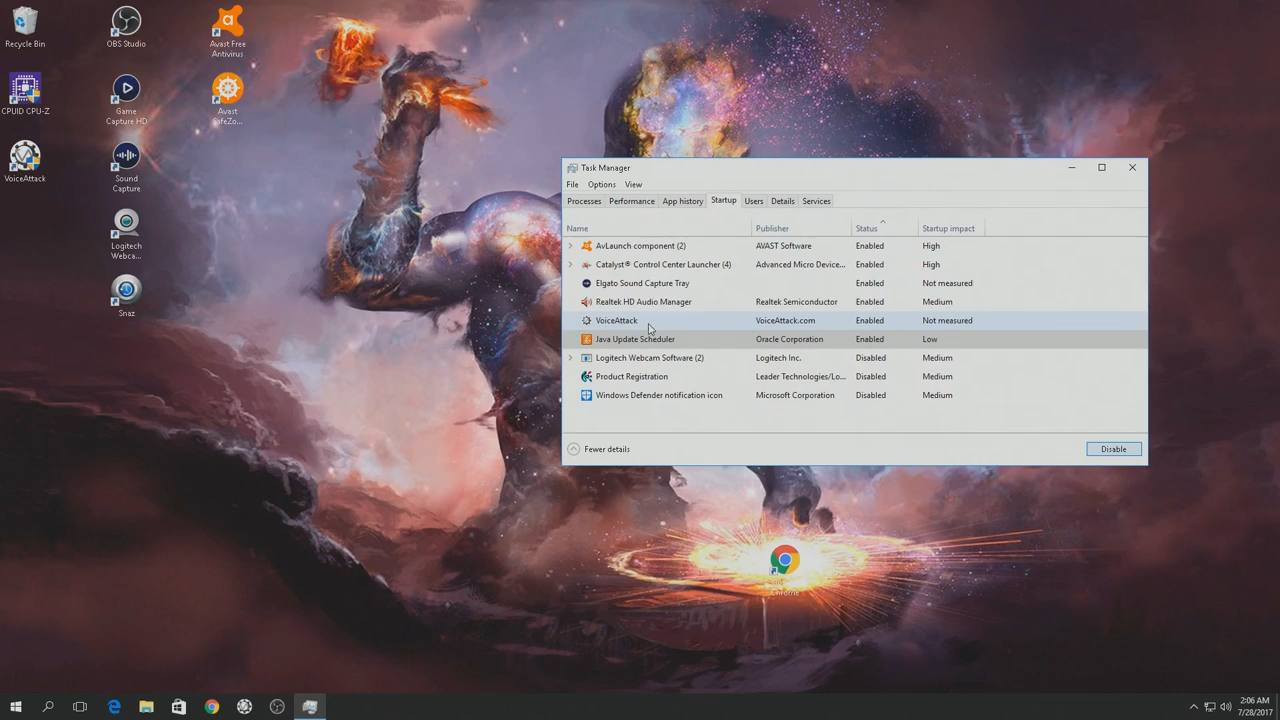 Recycle Bin
OBS Studio
Avast Free
Antivirus
CPUID CPU-Z
Game
Capture HD
Avast
SafeZo...
VoiceAttack
Sound
Capture
Logitech
Webca...
Snaz
Task Manager
File Options View
Processes Performance App history Startup Users Details Services
Name Publisher Status Startup impact
AvLaunch component (2) AVAST Software Enabled High
Catalyst® Control Center Launcher (4) Advanced Micro Device... Enabled High
Elgato Sound Capture Tray Enabled Not measured
Realtek HD Audio Manager Realtek Semiconductor Enabled Medium
VoiceAttack VoiceAttack.com Enabled Not measured
Java Update Scheduler Oracle Corporation Enabled Low
Logitech Webcam Software (2) Logitech Inc. Disabled Medium
Product Registration Leader Technologies/Lo... Disabled Medium
Windows Defender notification icon Microsoft Corporation Disabled Medium
Fewer details Disable
Chrome
2:06 AM
7/28/2017